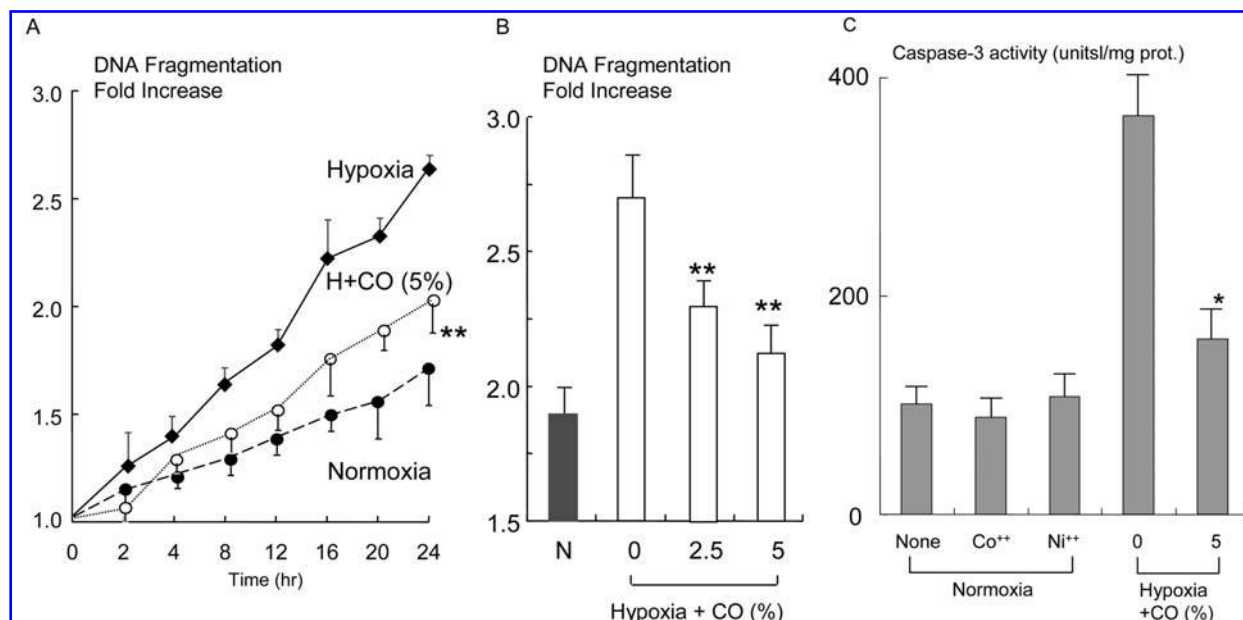 A
DNA Fragmentation
Fold Increase
3.0
2.5
2.0
1.5
1.0
Hypoxia
H+CO (5%)
**
Normoxia
0 2 4 8 12 16 20 24
Time (hr)
B
DNA Fragmentation
Fold Increase
3.0
2.5
2.0
1.5
**
**
N 0 2.5 5
Hypoxia + CO (%)
C
Caspase-3 activity (unitsl/mg prot.)
400
200
0
*
None Co++ Ni++ 0 5
Normoxia
Hypoxia
+CO (%)